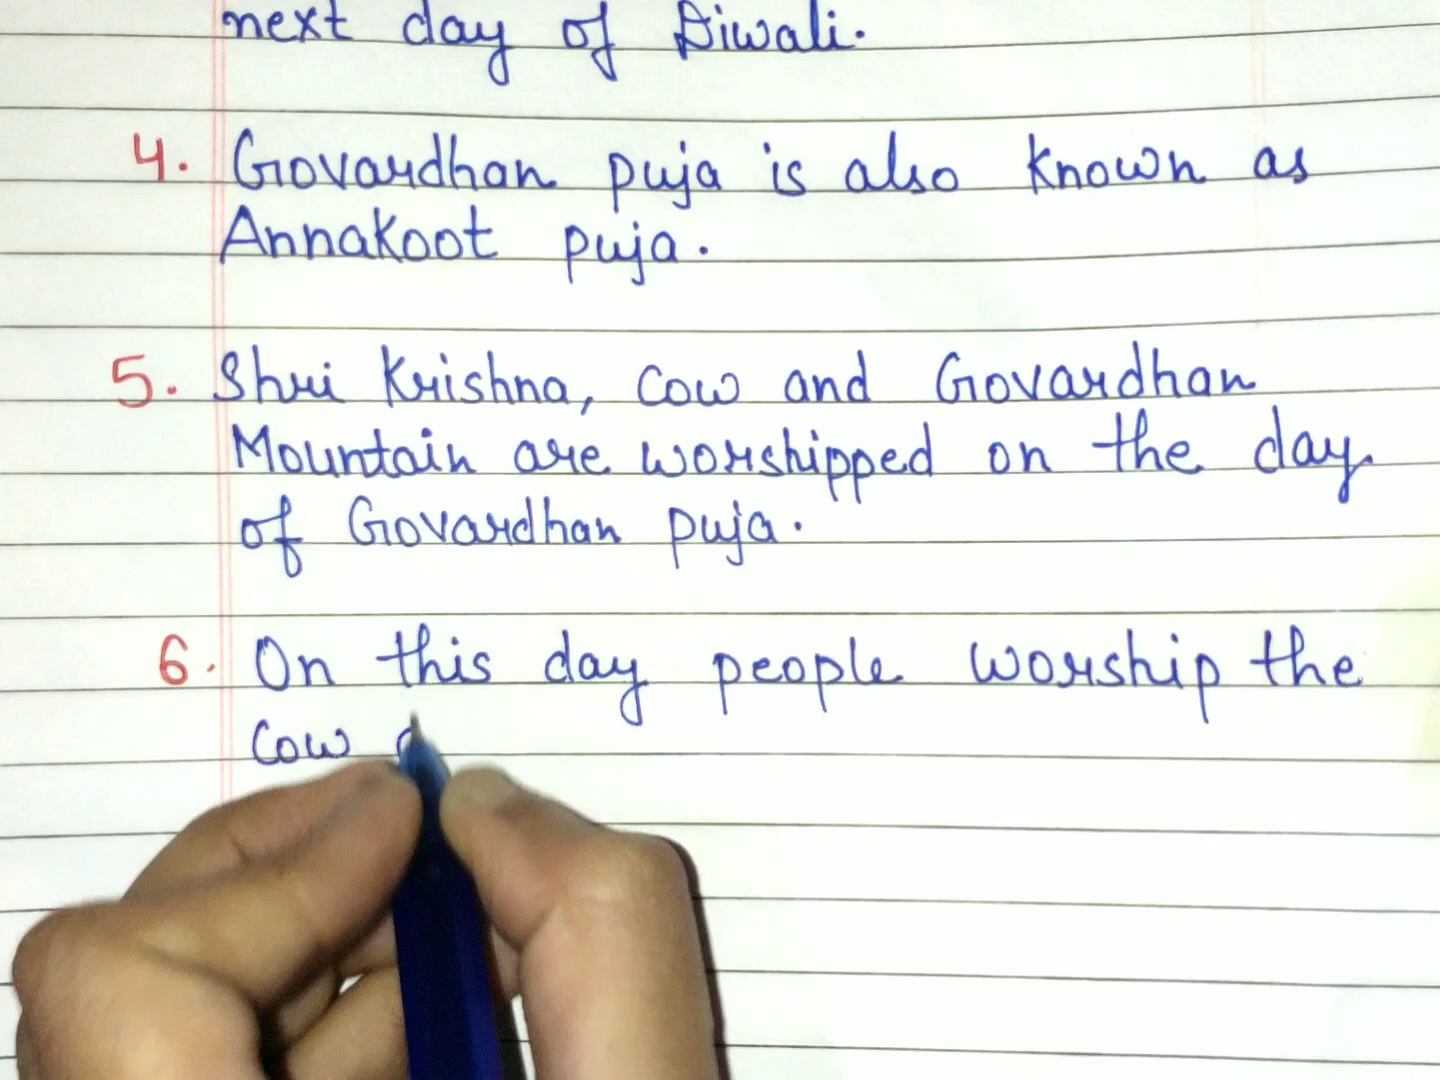 next day of Diwali.
4. Govardhan puja is also known as
Annakoot puja.
5. Shri Krishna, Cow and Govardhan
Mountain are worshipped on the day
of Govardhan puja.
6. On this day people worship the
Cow